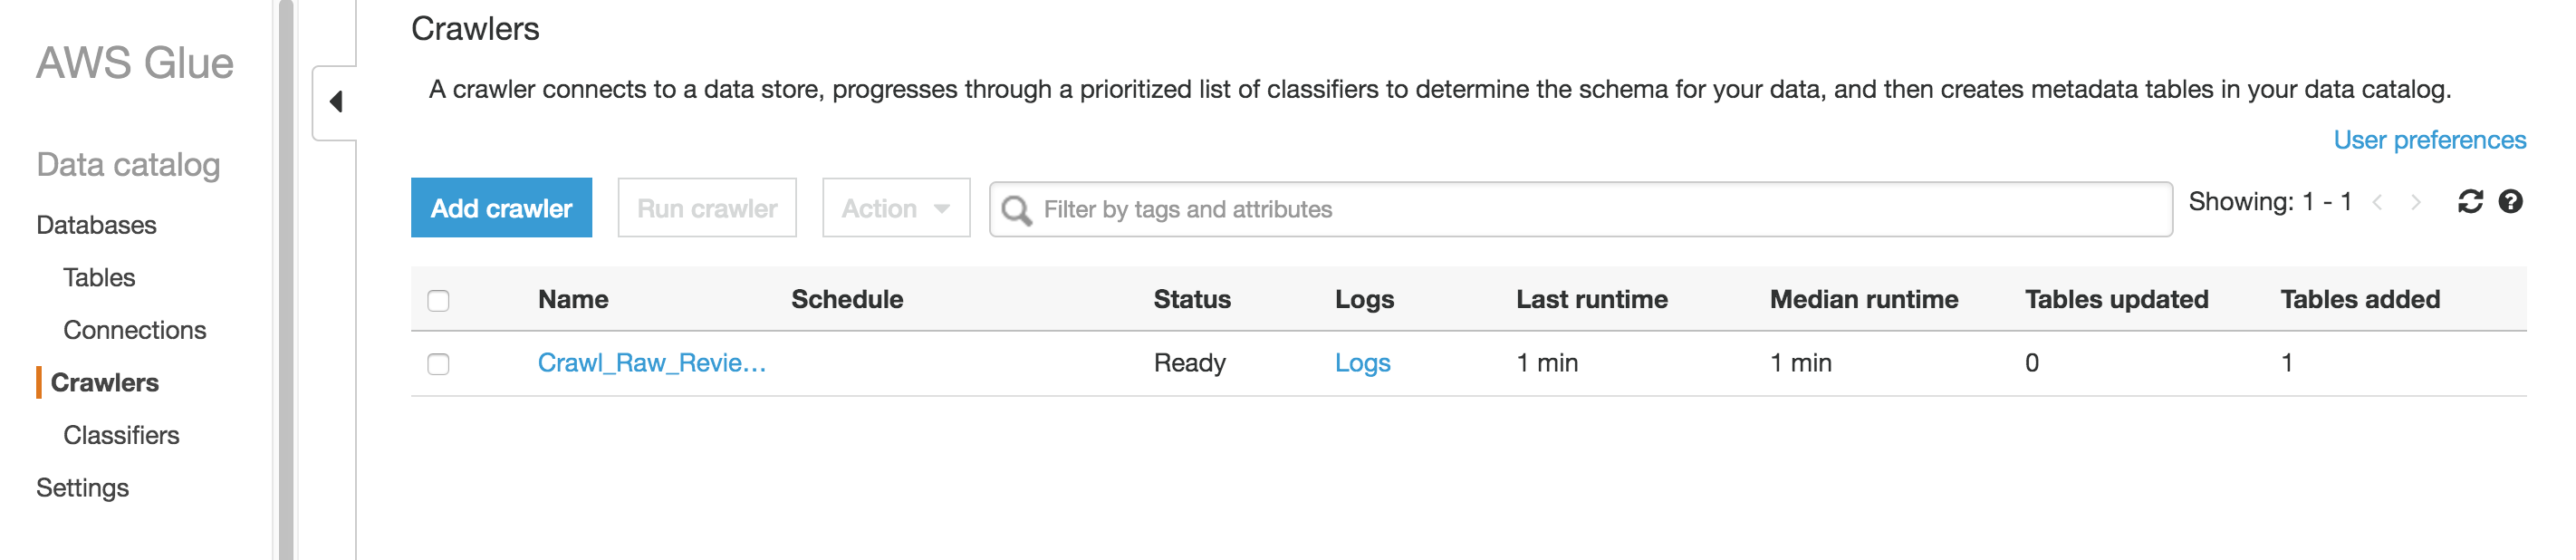 AWS Glue
Data catalog
Databases
Tables
Connections
Crawlers
Classifiers
Settings
Crawlers
A crawler connects to a data store, progresses through a prioritized list of classifiers to determine the schema for your data, and then creates metadata tables in your data catalog.
User preferences
Add crawler Run crawler Action Filter by tags and attributes Showing: 1 - 1
Name Schedule Status Logs Last runtime Median runtime Tables updated Tables added
Crawl_Raw_Revie... Ready Logs 1 min 1 min 0 1